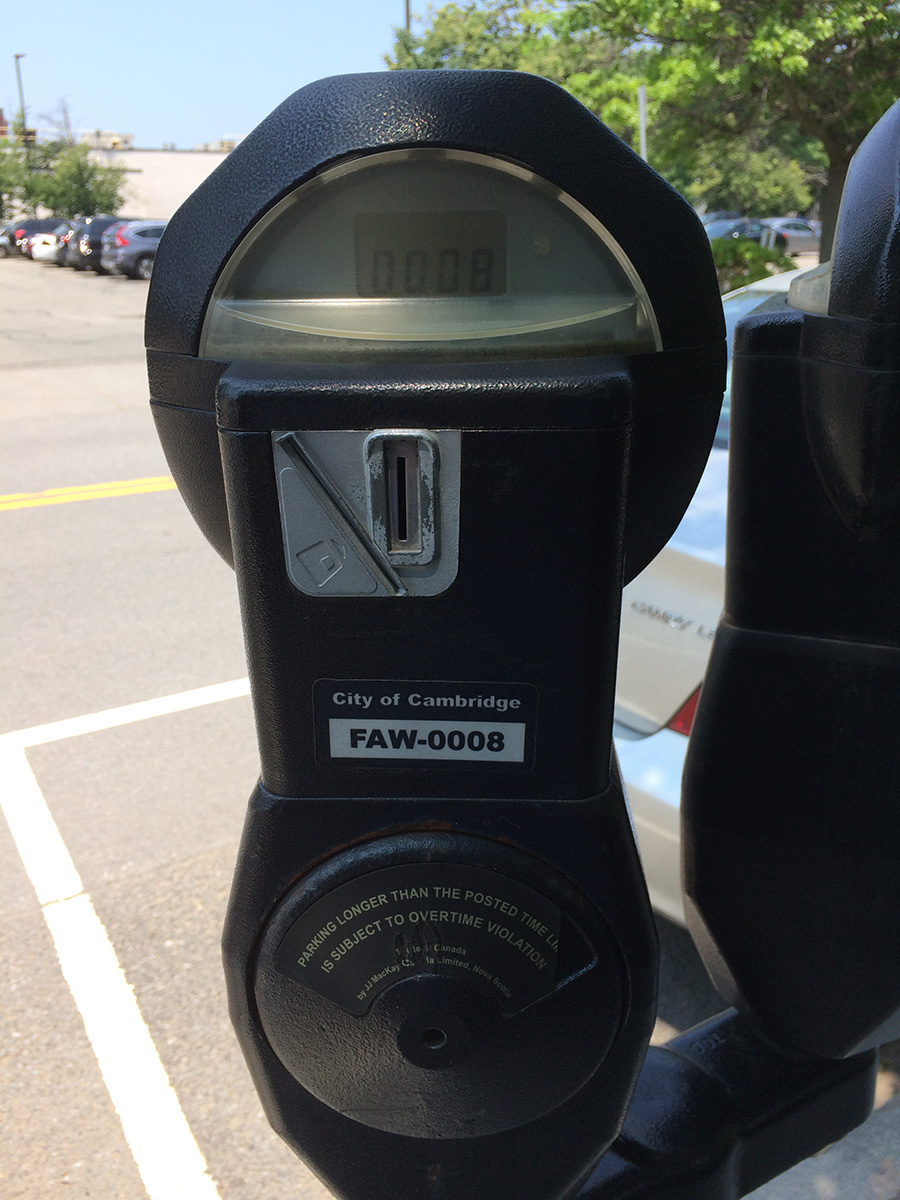 0008
City of Cambridge
FAW-0008
PARKING LONGER THAN THE POSTED TIME
IS SUBJECT TO OVERTIME VIOLATION
Canada
by JJ MacKay Limited, Nova Scotia